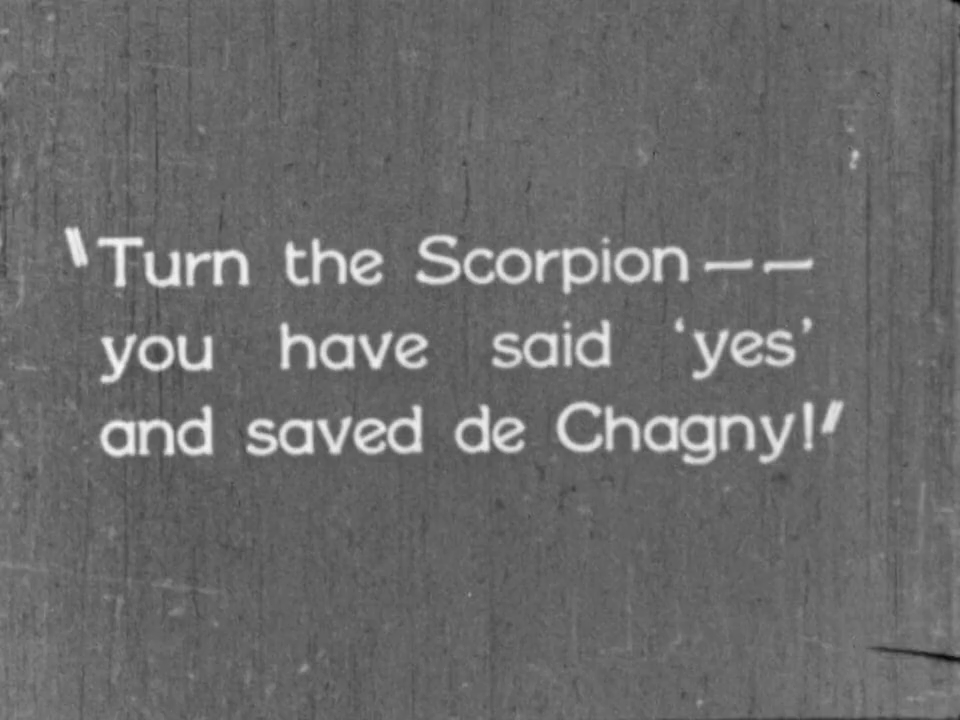 "Turn the Scorpion——
you have said 'yes'
and saved de Chagny!"